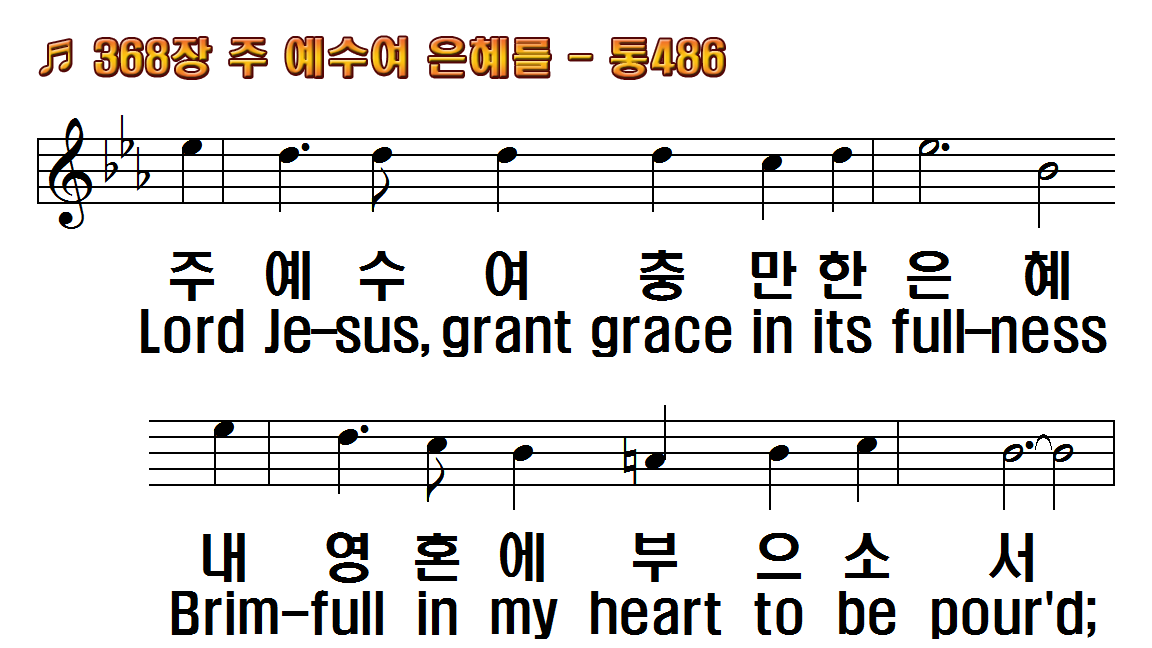 368장 주 예수여 은혜를 - 통486
주 예 수 여 충 만 한 은 혜
Lord Je-sus, grant grace in its full-ness
내 영 혼 에 부 으 소 서
Brim-full in my heart to be pour'd;